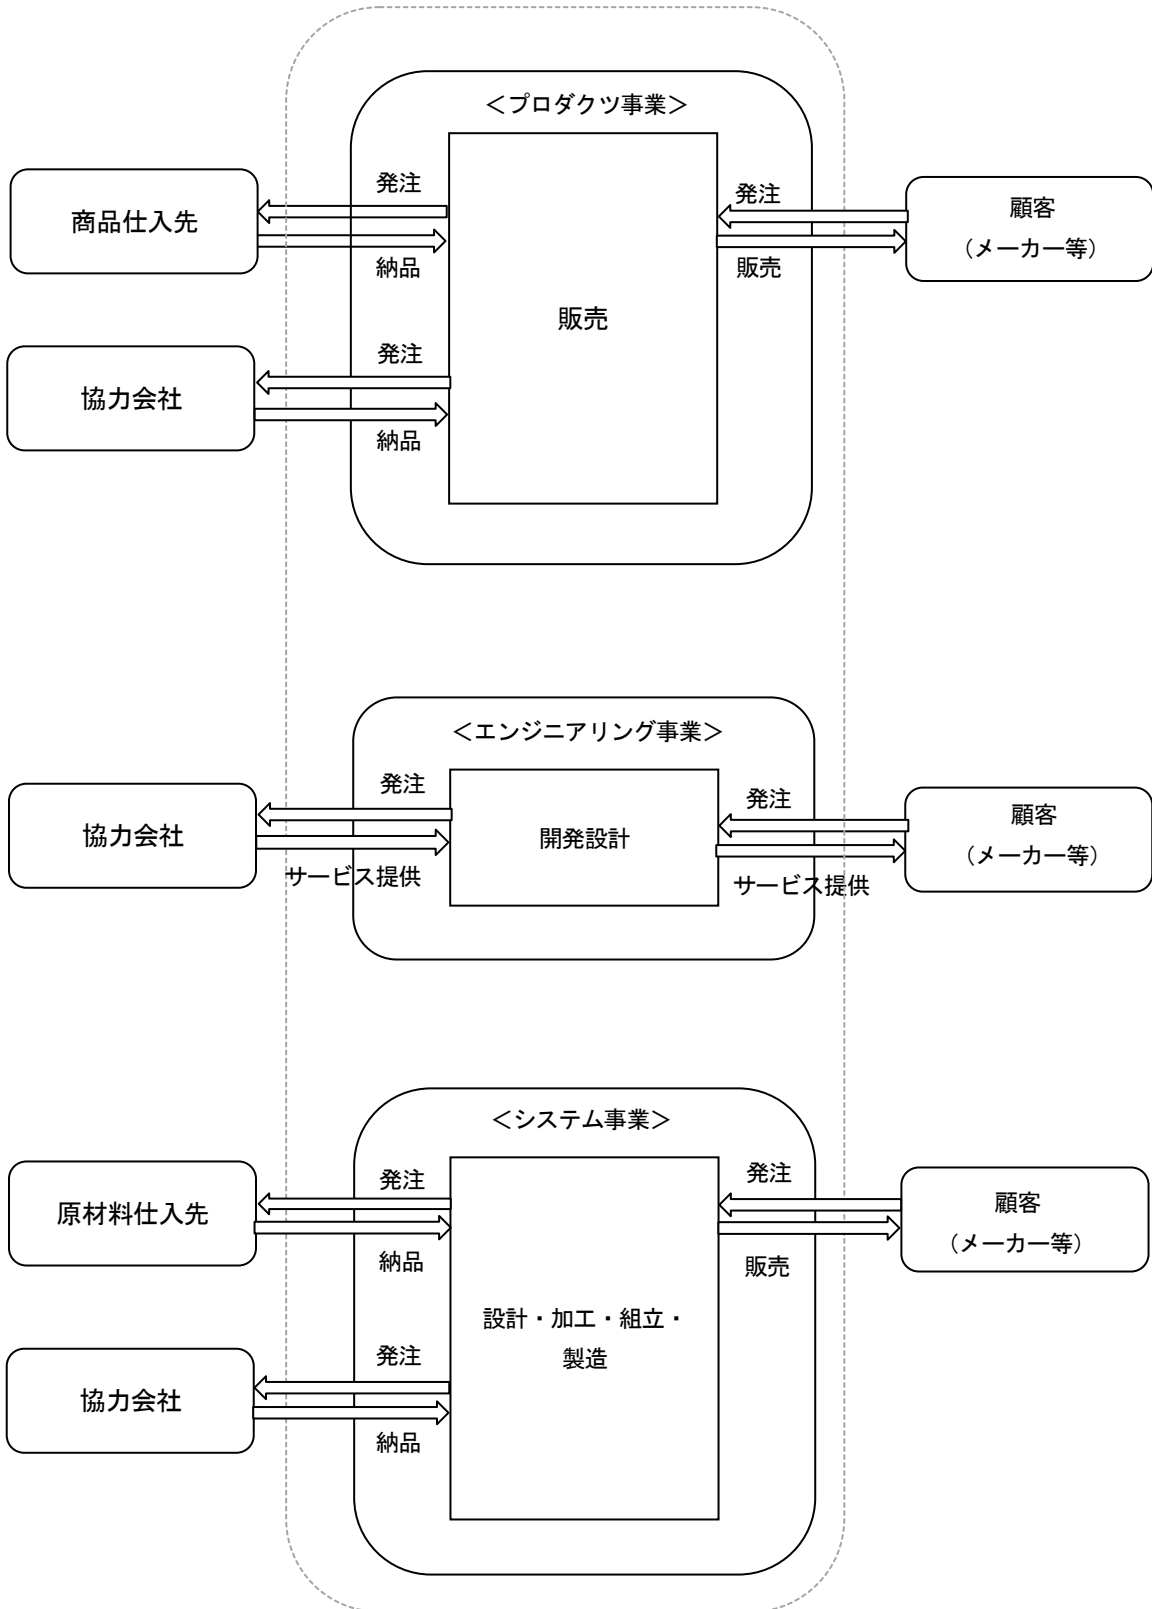 ＜プロダクツ事業＞
商品仕入先
発注
納品
協力会社
発注
納品
販売
発注
販売
顧客
（メーカー等）
＜エンジニアリング事業＞
協力会社
発注
サービス提供
開発設計
発注
サービス提供
顧客
（メーカー等）
＜システム事業＞
原材料仕入先
発注
納品
協力会社
発注
納品
設計・加工・組立・
製造
発注
販売
顧客
（メーカー等）